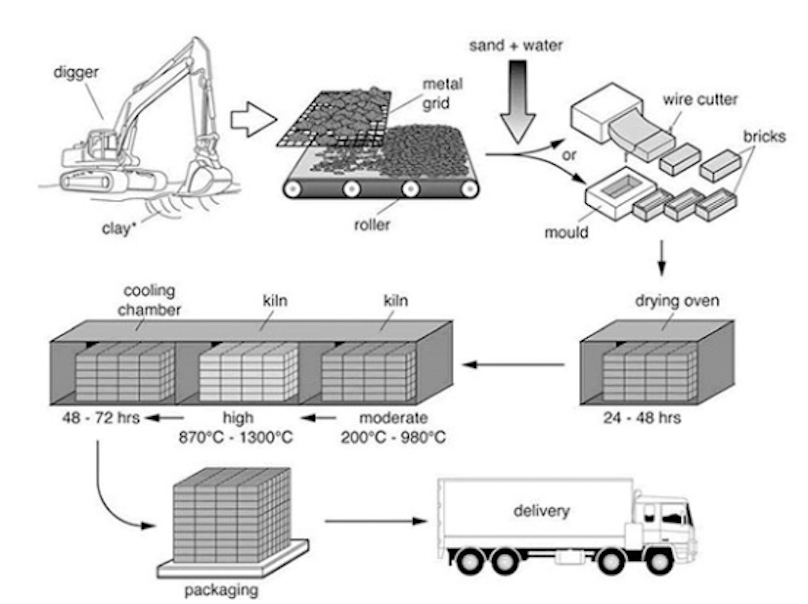 digger
clay*
metal
grid
roller
sand + water
or
wire cutter
bricks
mould
drying oven
24 - 48 hrs
kiln
kiln
cooling
chamber
moderate
200°C - 980°C
high
870°C - 1300°C
48 - 72 hrs
packaging
delivery